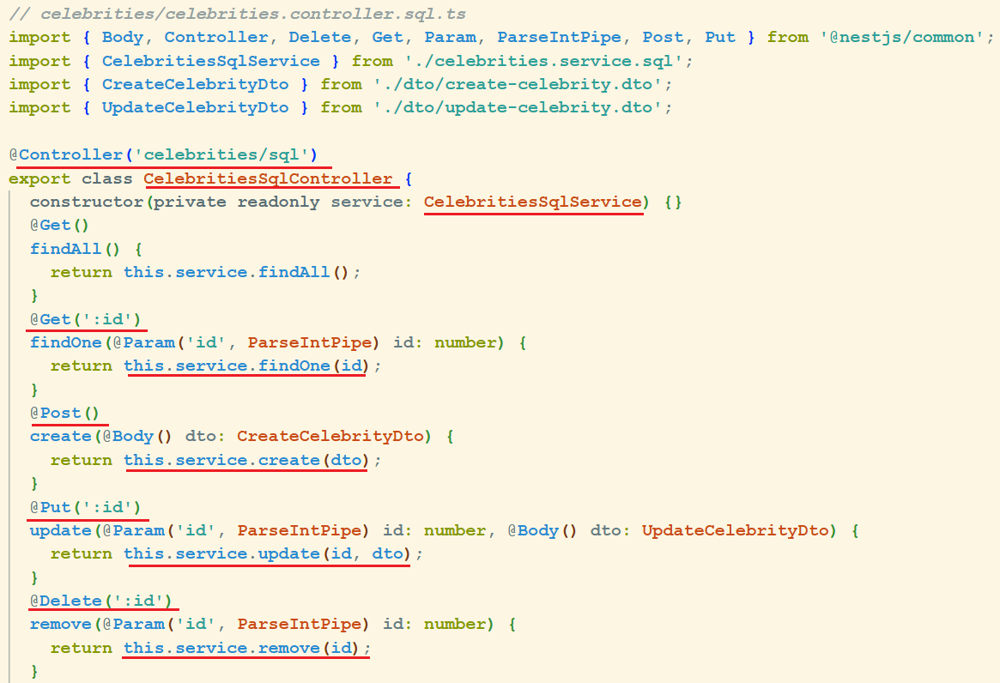 // celebrities/celebrities.controller.sql.ts
import { Body, Controller, Delete, Get, Param, ParseIntPipe, Post, Put } from '@nestjs/common';
import { CelebritiesSqlService } from './celebrities.service.sql';
import { CreateCelebrityDto } from './dto/create-celebrity.dto';
import { UpdateCelebrityDto } from './dto/update-celebrity.dto';

@Controller('celebrities/sql')
export class CelebritiesSqlController {
  constructor(private readonly service: CelebritiesSqlService) {}
  @Get()
  findAll() {
    return this.service.findAll();
  }
  @Get(':id')
  findOne(@Param('id', ParseIntPipe) id: number) {
    return this.service.findOne(id);
  }
  @Post()
  create(@Body() dto: CreateCelebrityDto) {
    return this.service.create(dto);
  }
  @Put(':id')
  update(@Param('id', ParseIntPipe) id: number, @Body() dto: UpdateCelebrityDto) {
    return this.service.update(id, dto);
  }
  @Delete(':id')
  remove(@Param('id', ParseIntPipe) id: number) {
    return this.service.remove(id);
  }